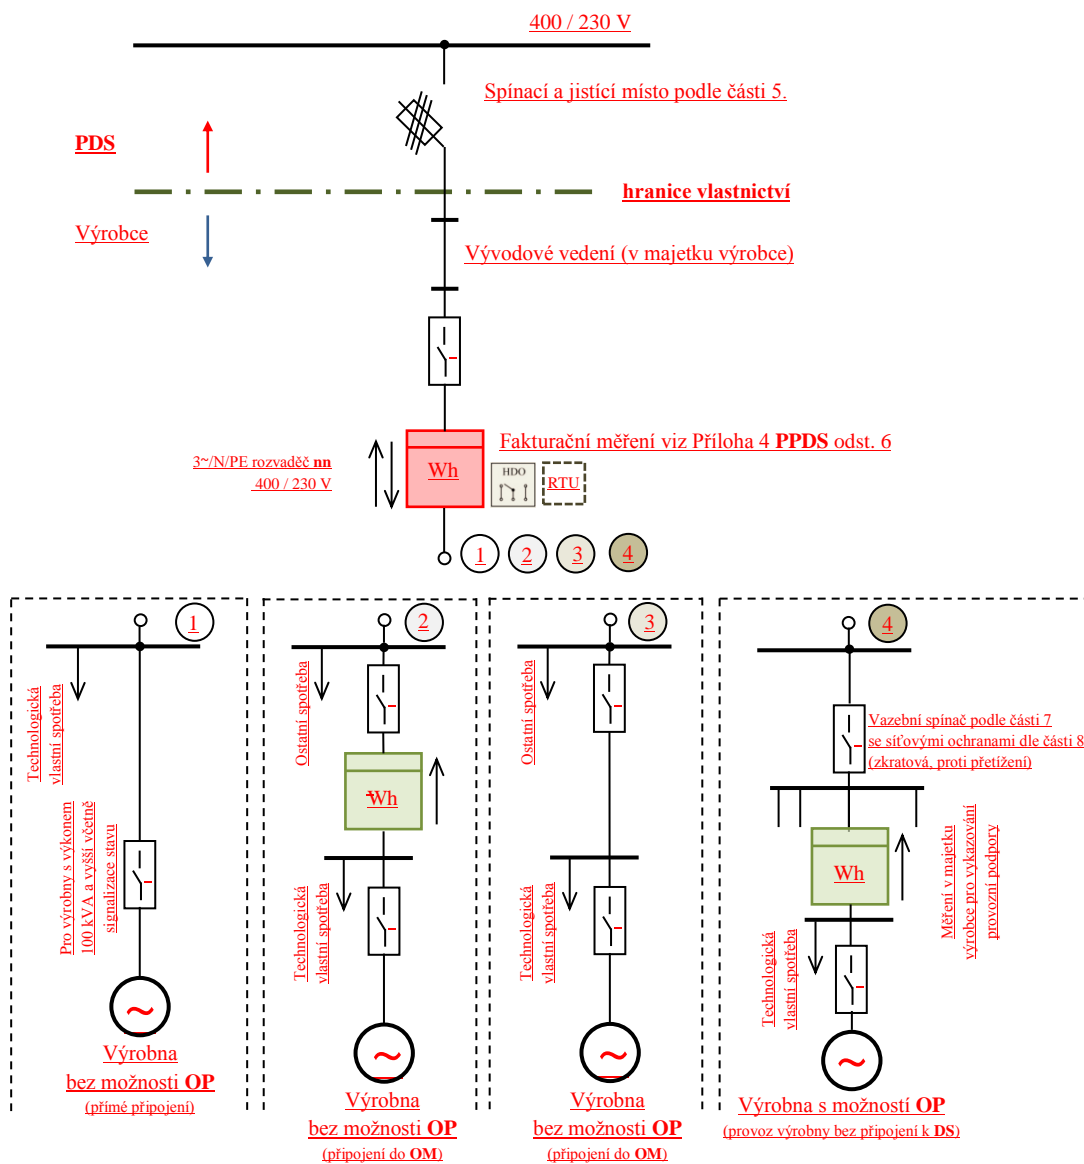 400 / 230 V
Spínací a jistící místo podle části 5.
PDS
hranice vlastnictví
Výrobce
Vývodové vedení (v majetku výrobce)
Fakturační měření viz Příloha 4 PPDS odst. 6
3~/N/PE rozvaděč nn
400 / 230 V
Wh
HDO
RTU
1
2
3
4
1
Technologická
vlastní spotřeba
Pro výrobny s výkonem
100 kVA a vyšší včetně
signalizace stavu
~
Výrobna
bez možnosti OP
(přímé připojení)
2
Ostatní spotřeba
Wh
Technologická
vlastní spotřeba
~
Výrobna
bez možnosti OP
(připojení do OM)
3
Ostatní spotřeba
Technologická
vlastní spotřeba
~
Výrobna
bez možnosti OP
(připojení do OM)
4
Vazební spínač podle části 7
se síťovými ochranami dle části 8
(zkratová, proti přetížení)
Wh
Měření v majetku
výrobce pro vykazování
provozní podpory
Technologická
vlastní spotřeba
~
Výrobna s možností OP
(provoz výrobny bez připojení k DS)